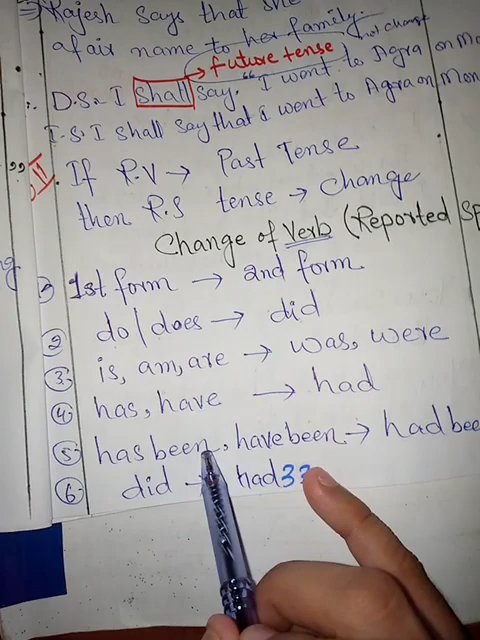 Rajesh says that she
a fair name to her family.
not change
future tense
D.S:- I Shall say, "I went to Agra on Mo
I.S: I shall say that I went to Agra on Mon
II
If R.V → Past Tense
then R.S tense → Change
Change of Verb (Reported Sp
1st form → 2nd form
② do/does → did
③ is, am, are → was, were
④ has, have → had
⑤ has been, have been → had bee
⑥ did → had 33